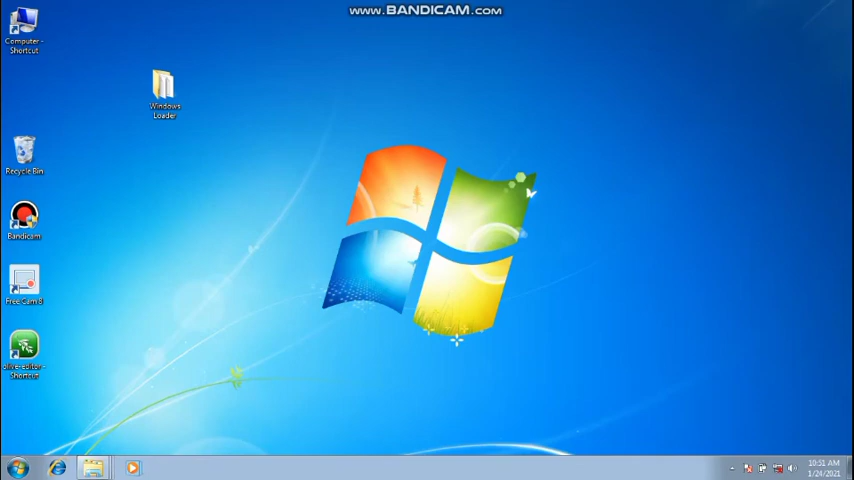 www.BANDICAM.com
Computer -
Shortcut
Windows
Loader
Recycle Bin
Bandicam
Free Cam 8
olive-editor -
Shortcut
10:51 AM
1/24/2021